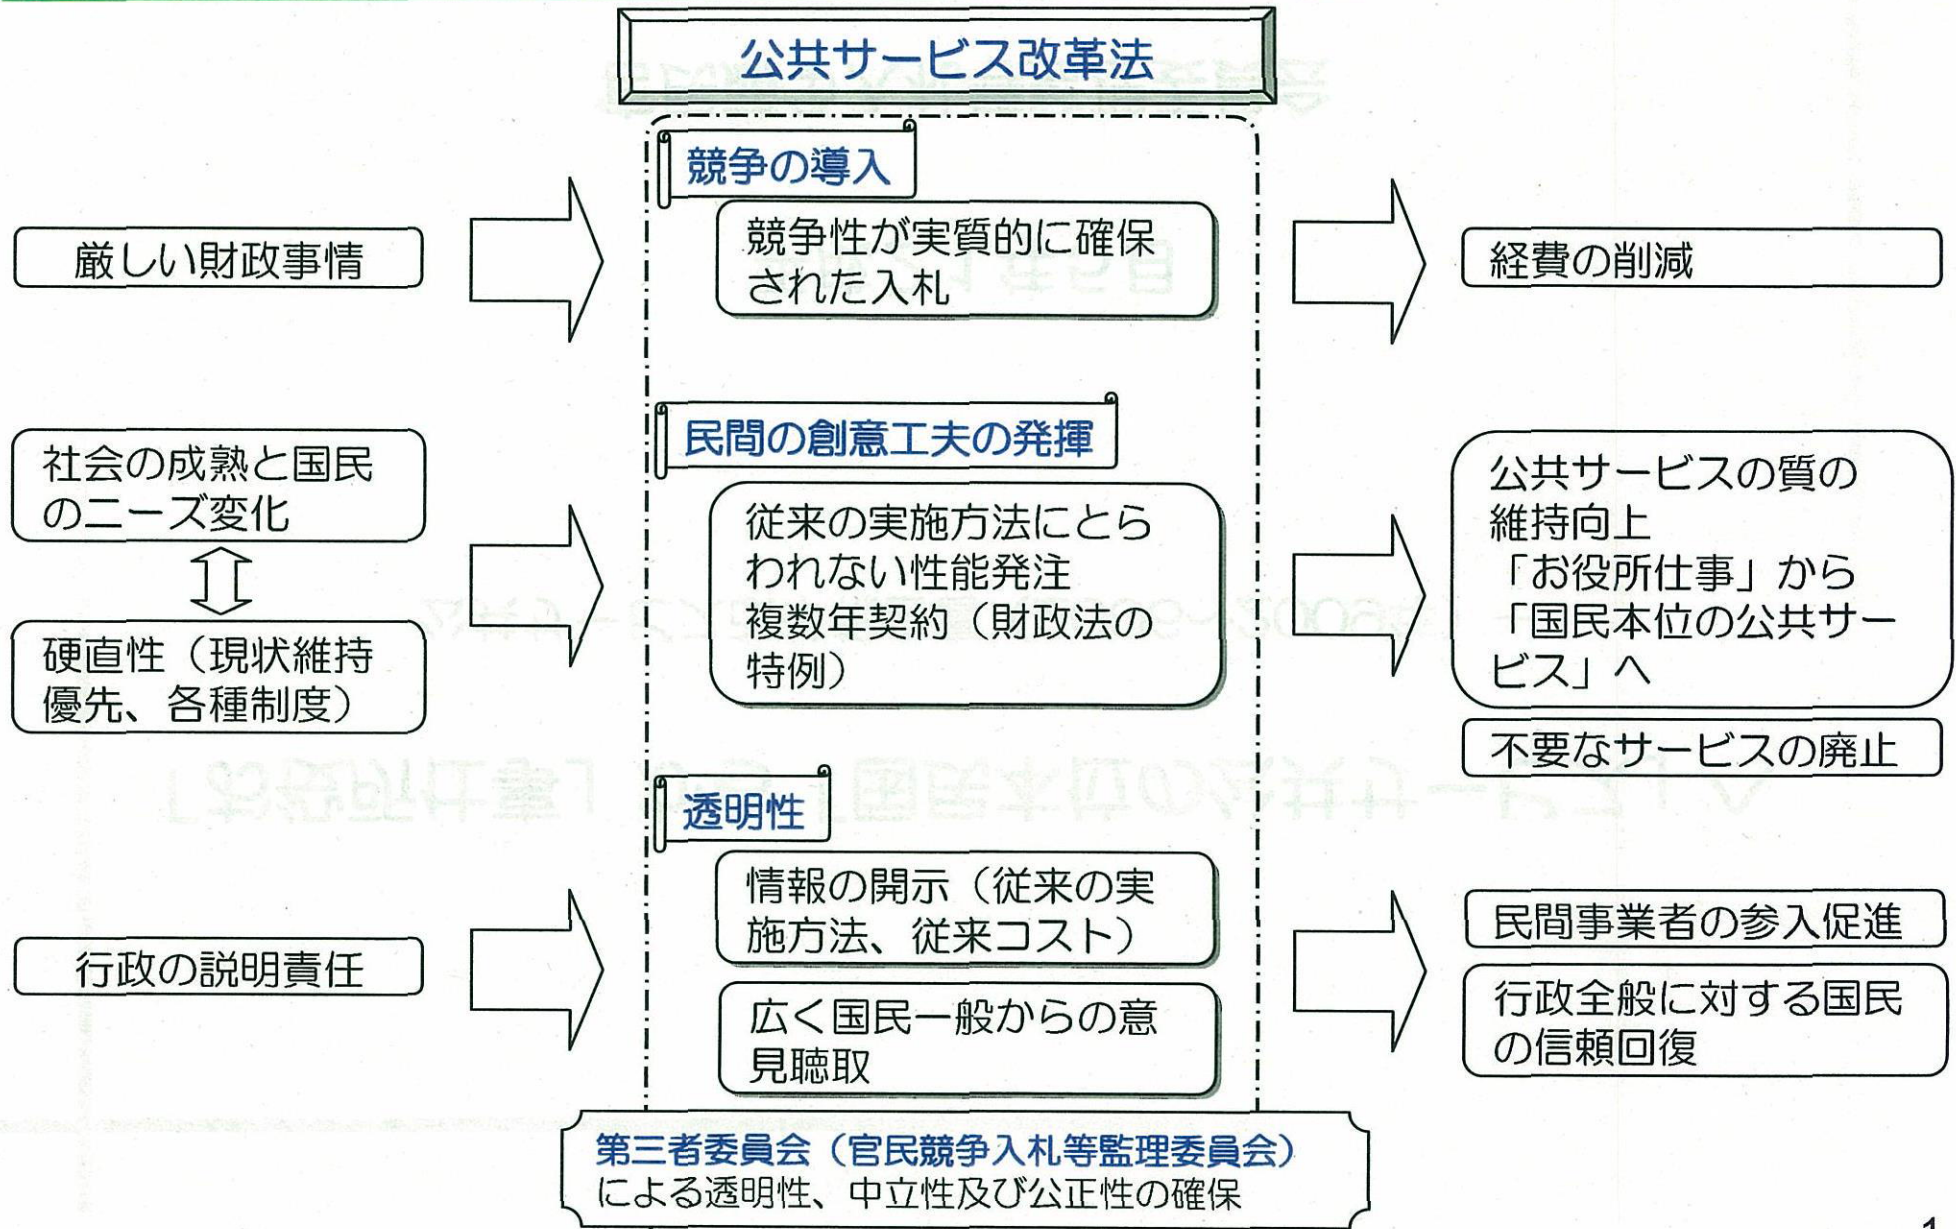 公共サービス改革法
競争の導入
厳しい財政事情
競争性が実質的に確保
された入札
経費の削減
民間の創意工夫の発揮
社会の成熟と国民
のニーズ変化
硬直性（現状維持
優先、各種制度）
従来の実施方法にとら
われない性能発注
複数年契約（財政法の
特例）
公共サービスの質の
維持向上
「お役所仕事」から
「国民本位の公共サー
ビス」へ
不要なサービスの廃止
透明性
行政の説明責任
情報の開示（従来の実
施方法、従来コスト）
広く国民一般からの意
見聴取
民間事業者の参入促進
行政全般に対する国民
の信頼回復
第三者委員会（官民競争入札等監理委員会）
による透明性、中立性及び公正性の確保
1